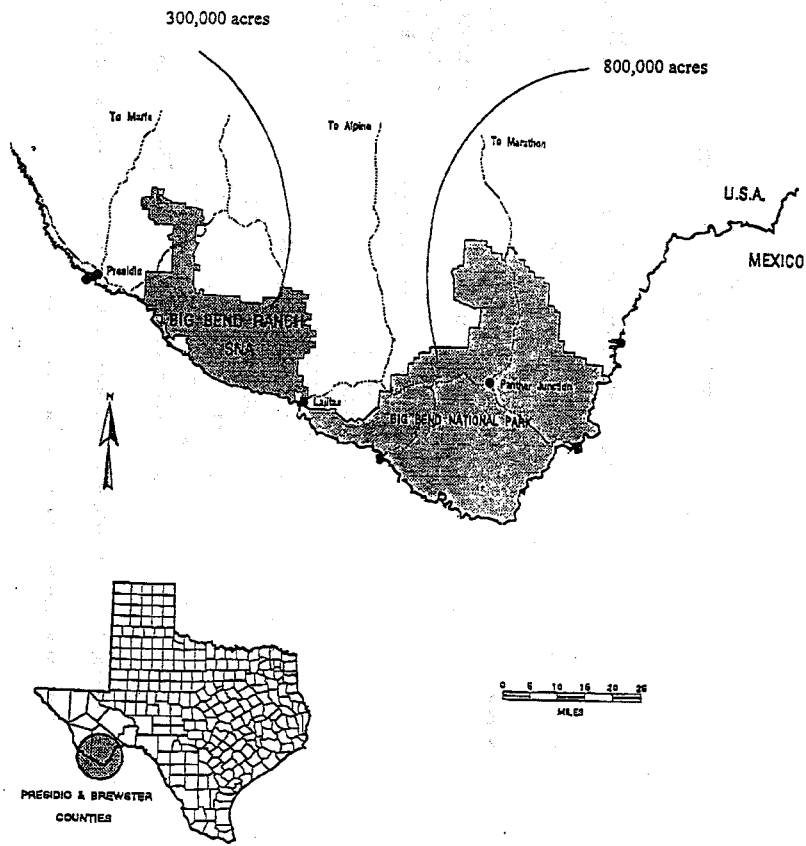 300,000 acres
800,000 acres
To Marfa
To Alpine
To Marathon
U.S.A.
MEXICO
Presidio
BIG BEND RANCH
SNA
Lajitas
Panther Junction
BIG BEND NATIONAL PARK
N
0 5 10 15 20 25
MILES
PRESIDIO & BREWSTER
COUNTIES